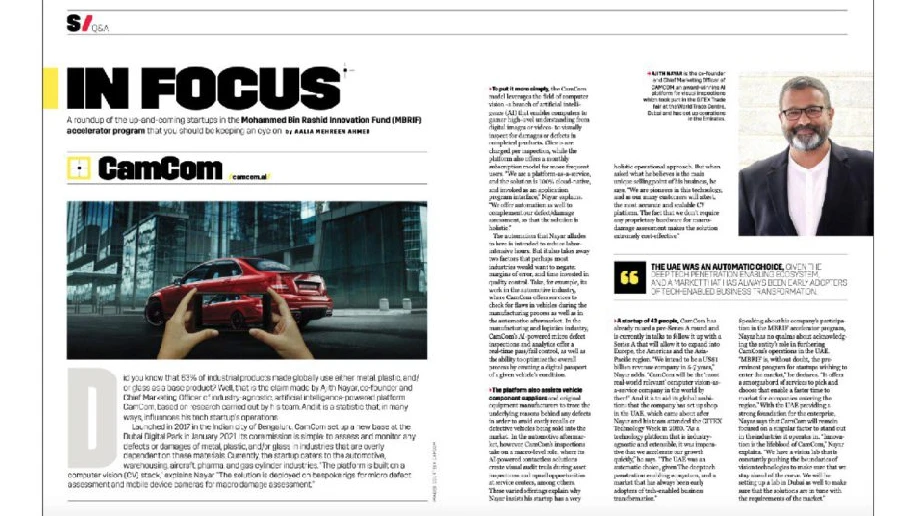 S/ Q&A
IN FOCUS
A roundup of the up-and-coming startups in the Mohammed Bin Rashid Innovation Fund (MBRIF)
accelerator program that you should be keeping an eye on by AALIA MEHREEN AHMED
CamCom camcom.ai
Did you know that 63% of industrial products made globally use either metal, plastic, and/
or glass as a base product? Well, that is the claim made by Ajith Nayar, co-founder and
Chief Marketing Officer of industry-agnostic, artificial intelligence-powered platform
CamCom, based on research carried out by his team. And it is a statistic that, in many
ways, influences his tech startup's operations.
Launched in 2017 in the Indian city of Bengaluru, CamCom set up a new base at the
Dubai Digital Park in January 2021. Its commission is simple: to assess and monitor any
defects or damages of metal, plastic, and/or glass in industries that are overly
dependent on these materials. Currently, the startup caters to the automotive,
warehousing, aircraft, pharma, and gas cylinder industries. "The platform is built on a
computer vision (CV) stack," explains Nayar. "The solution is deployed on bespoke rigs for micro defect
assessment and mobile device cameras for macro damage assessment."
•To put it more simply, the CamCom
model leverages the field of computer
vision -a branch of artificial intelli-
gence (AI) that enables computers to
garner high-level understanding from
digital images or videos- to visually
inspect for damages or defects in
completed products. Clients are
charged per inspection, while the
platform also offers a monthly
subscription model for more frequent
users. "We are a platform-as-a-service,
and the solution is 100% cloud-native,
and invoked as an application
program interface," Nayar explains.
"We offer automation as well to
complement our defect/damage
assessment, so that the solution is
holistic."
The automation that Nayar alludes
to here is intended to reduce labor-
intensive hours. But it also takes away
two factors that perhaps most
industries would want to negate:
margins of error, and time invested in
quality control. Take, for example, its
work in the automotive industry,
where CamCom offers services to
check for flaws in vehicles during the
manufacturing process as well as in
the automotive aftermarket. In the
manufacturing and logistics industry,
CamCom's AI-powered micro defect
inspections and analytics offer a
real-time pass/fail control, as well as
the ability to optimize the overall
process by creating a digital passport
of a given vehicle's condition.
•The platform also assists vehicle
component suppliers and original
equipment manufacturers to trace the
underlying reasons behind any defects
in order to avoid costly recalls or
defective vehicles being sold into the
market. In the automotive aftermar-
ket, however, CamCom's inspections
take on a macro-level role, where its
AI-powered contactless solutions
create visual audit trails during asset
inspections and upsell opportunities
at service centers, among others.
These varied offerings explain why
Nayar insists his startup has a very
holistic operational approach. But when
asked what he believes is the main
unique selling point of his business, he
says, "We are pioneers in this technology,
and as our many customers will attest,
the most accurate and scalable CV
platform. The fact that we don't require
any proprietary hardware for macro-
damage assessment makes the solution
extremely cost-effective."
•AJITH NAYAR is the co-founder
and Chief Marketing Officer of
CAMCOM, an award-winning AI
platform for visual inspections
which took part in the GITEX Trade
Fair at the World Trade Centre,
Dubai and has set up operations
in the Emirates.
THE UAE WAS AN AUTOMATIC CHOICE, GIVEN THE
DEEP TECH PENETRATION ENABLING ECOSYSTEM,
AND A MARKET THAT HAS ALWAYS BEEN EARLY ADOPTERS
OF TECH-ENABLED BUSINESS TRANSFORMATION.
•A startup of 43 people, CamCom has
already raised a pre-Series A round and
is currently in talks to follow it up with a
Series A that will allow it to expand into
Europe, the Americas and the Asia-
Pacific region. "We intend to be a US$1
billion revenue company in 5-7 years,"
Nayar adds. "CamCom will be the 'most
real-world relevant' computer vision-as-
a-service company in the world by
then!" And it is amid its global ambi-
tions that the company has set up shop
in the UAE, which came about after
Nayar and his team attended the GITEX
Technology Week in 2020. "As a
technology platform that is industry-
agnostic and extensible, it was impera-
tive that we accelerate our growth
quickly," he says. "The UAE was an
automatic choice, given The deep tech
penetration enabling ecosystem, and a
market that has always been early
adopters of tech-enabled business
transformation."
Speaking about his company's participa-
tion in the MBRIF accelerator program,
Nayar has no qualms about acknowledg-
ing the entity's role in furthering
CamCom's operations in the UAE.
"MBRIF is, without doubt, the pre-
eminent program for startups wishing to
enter the market," he declares. "It offers
a smorgasbord of services to pick and
choose that enable a faster time to
market for companies entering the
region." With the UAE providing a
strong foundation for the enterprise,
Nayar says that CamCom will remain
focused on a singular factor to stand out
in the industries it operates in. "Innova-
tion is the lifeblood of CamCom," Nayar
explains. "We have a vision lab that is
constantly pushing the boundaries of
vision technologies to make sure that we
stay ahead of the curve. We will be
setting up a lab in Dubai as well to make
sure that the solutions are in tune with
the requirements of the market."